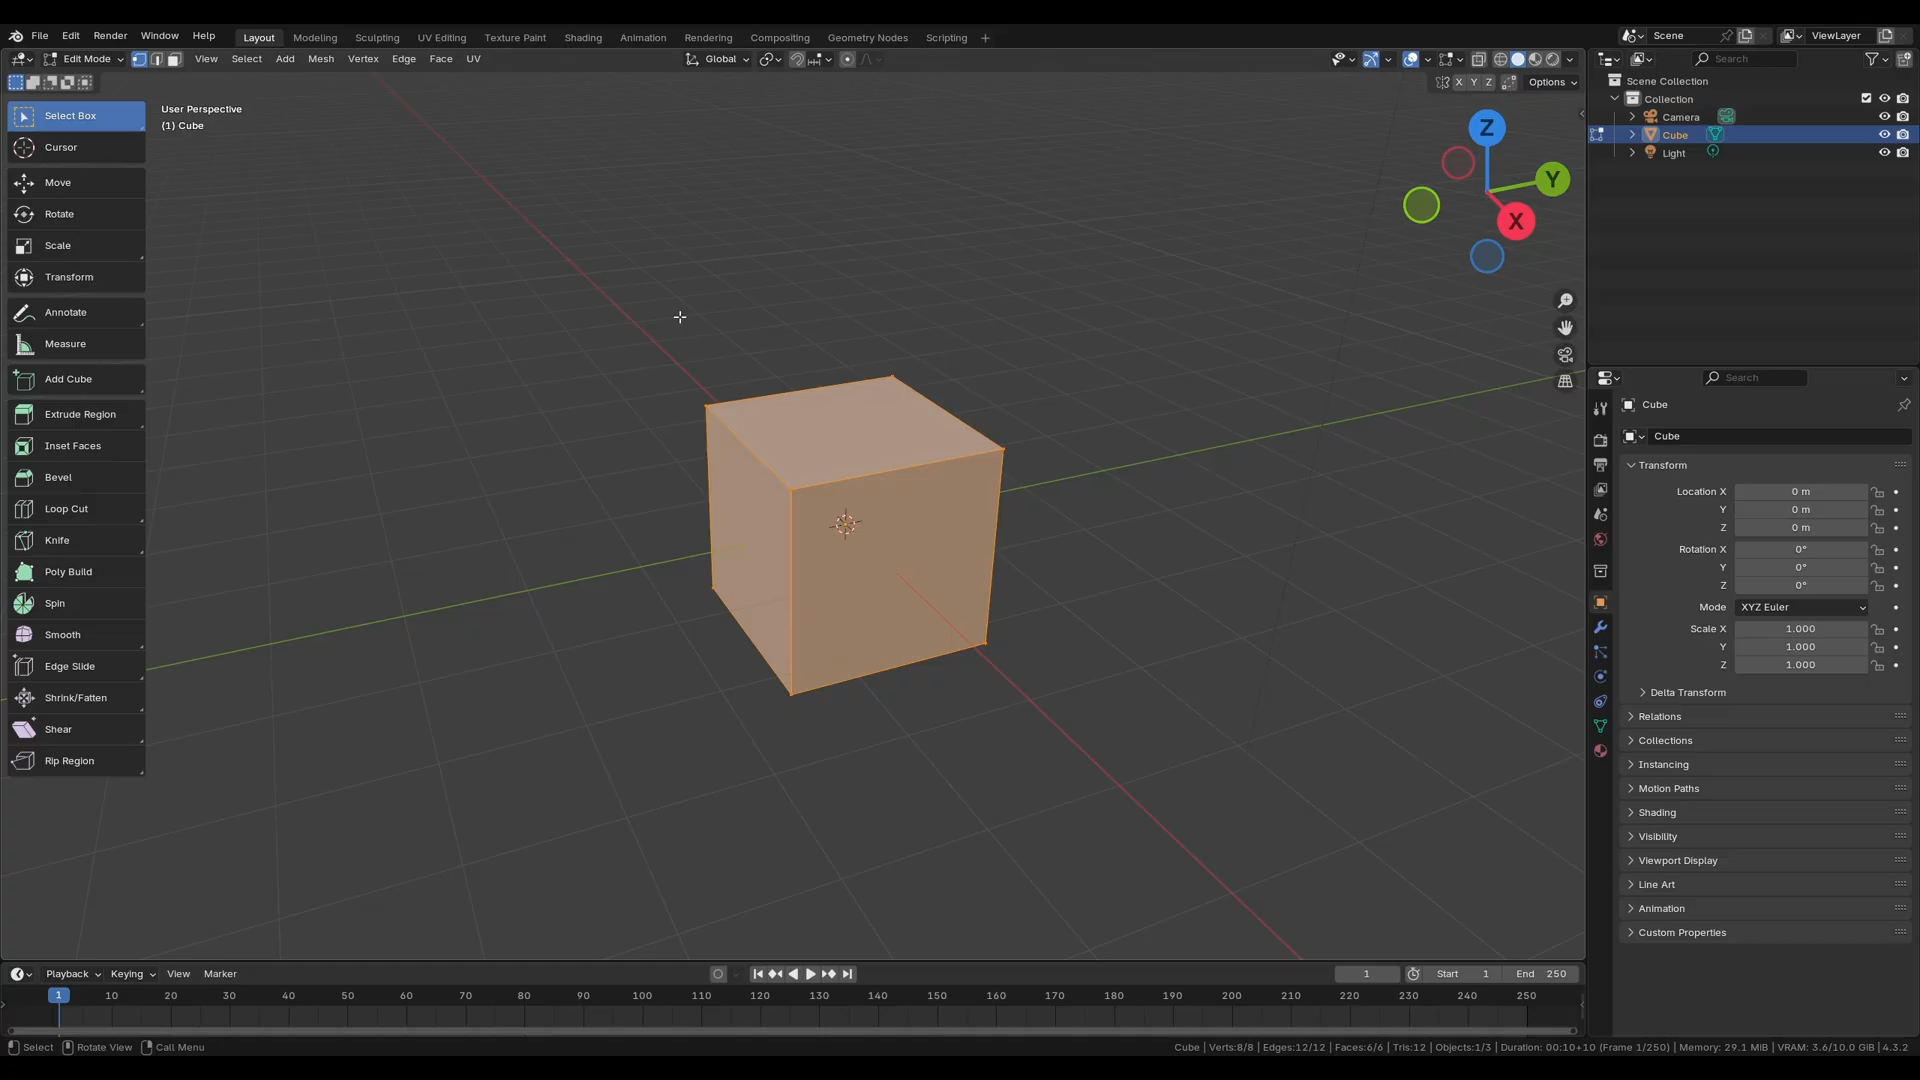 File Edit Render Window Help Layout Modeling Sculpting UV Editing Texture Paint Shading Animation Rendering Compositing Geometry Nodes Scripting + Scene ViewLayer
Edit Mode View Select Add Mesh Vertex Edge Face UV Global Search
X Y Z Options
User Perspective
(1) Cube
Select Box
Cursor
Move
Rotate
Scale
Transform
Annotate
Measure
Add Cube
Extrude Region
Inset Faces
Bevel
Loop Cut
Knife
Poly Build
Spin
Smooth
Edge Slide
Shrink/Fatten
Shear
Rip Region
Z
Y
X
Scene Collection
Collection
Camera
Cube
Light
Search
Cube
Cube
Transform
Location X 0 m
Y 0 m
Z 0 m
Rotation X 0°
Y 0°
Z 0°
Mode XYZ Euler
Scale X 1.000
Y 1.000
Z 1.000
Delta Transform
Relations
Collections
Instancing
Motion Paths
Shading
Visibility
Viewport Display
Line Art
Animation
Custom Properties
Playback Keying View Marker 1 Start 1 End 250
1 10 20 30 40 50 60 70 80 90 100 110 120 130 140 150 160 170 180 190 200 210 220 230 240 250
Select Rotate View Call Menu Cube | Verts:8/8 | Edges:12/12 | Faces:6/6 | Tris:12 | Objects:1/3 | Duration: 00:10+10 (Frame 1/250) | Memory: 29.1 MiB | VRAM: 3.6/10.0 GiB | 4.3.2